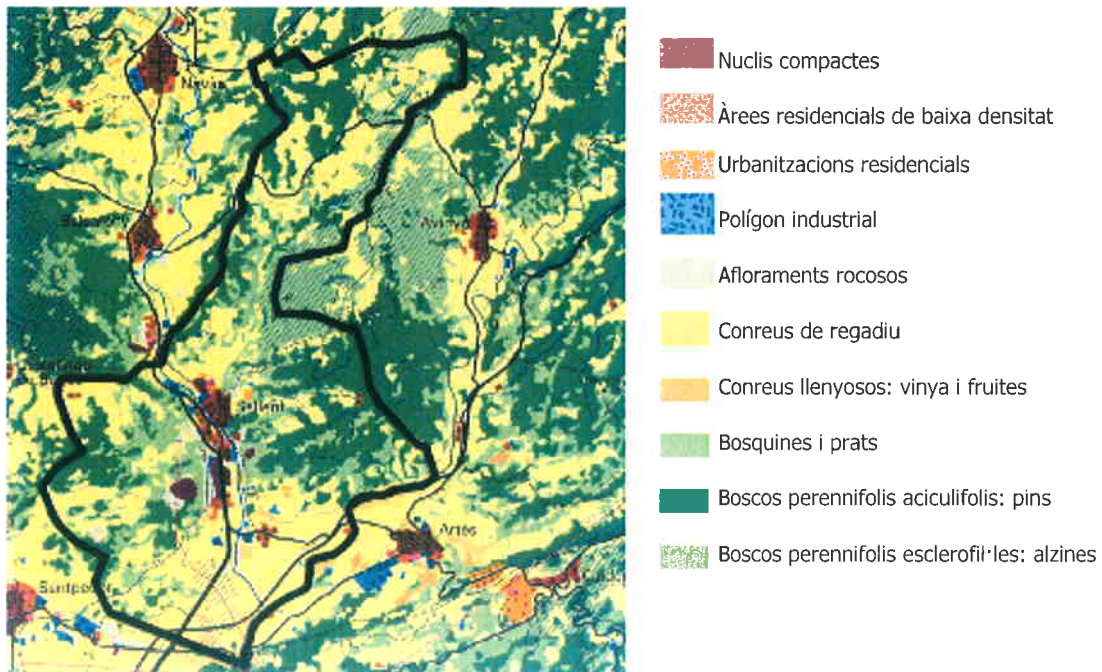 Navàs
Artés
Nuclis compactes
Àrees residencials de baixa densitat
Urbanitzacions residencials
Polígon industrial
Afloraments rocosos
Conreus de regadiu
Conreus llenyosos: vinya i fruites
Bosquines i prats
Boscos perennifolis aciculifolis: pins
Boscos perennifolis esclerofil·les: alzines